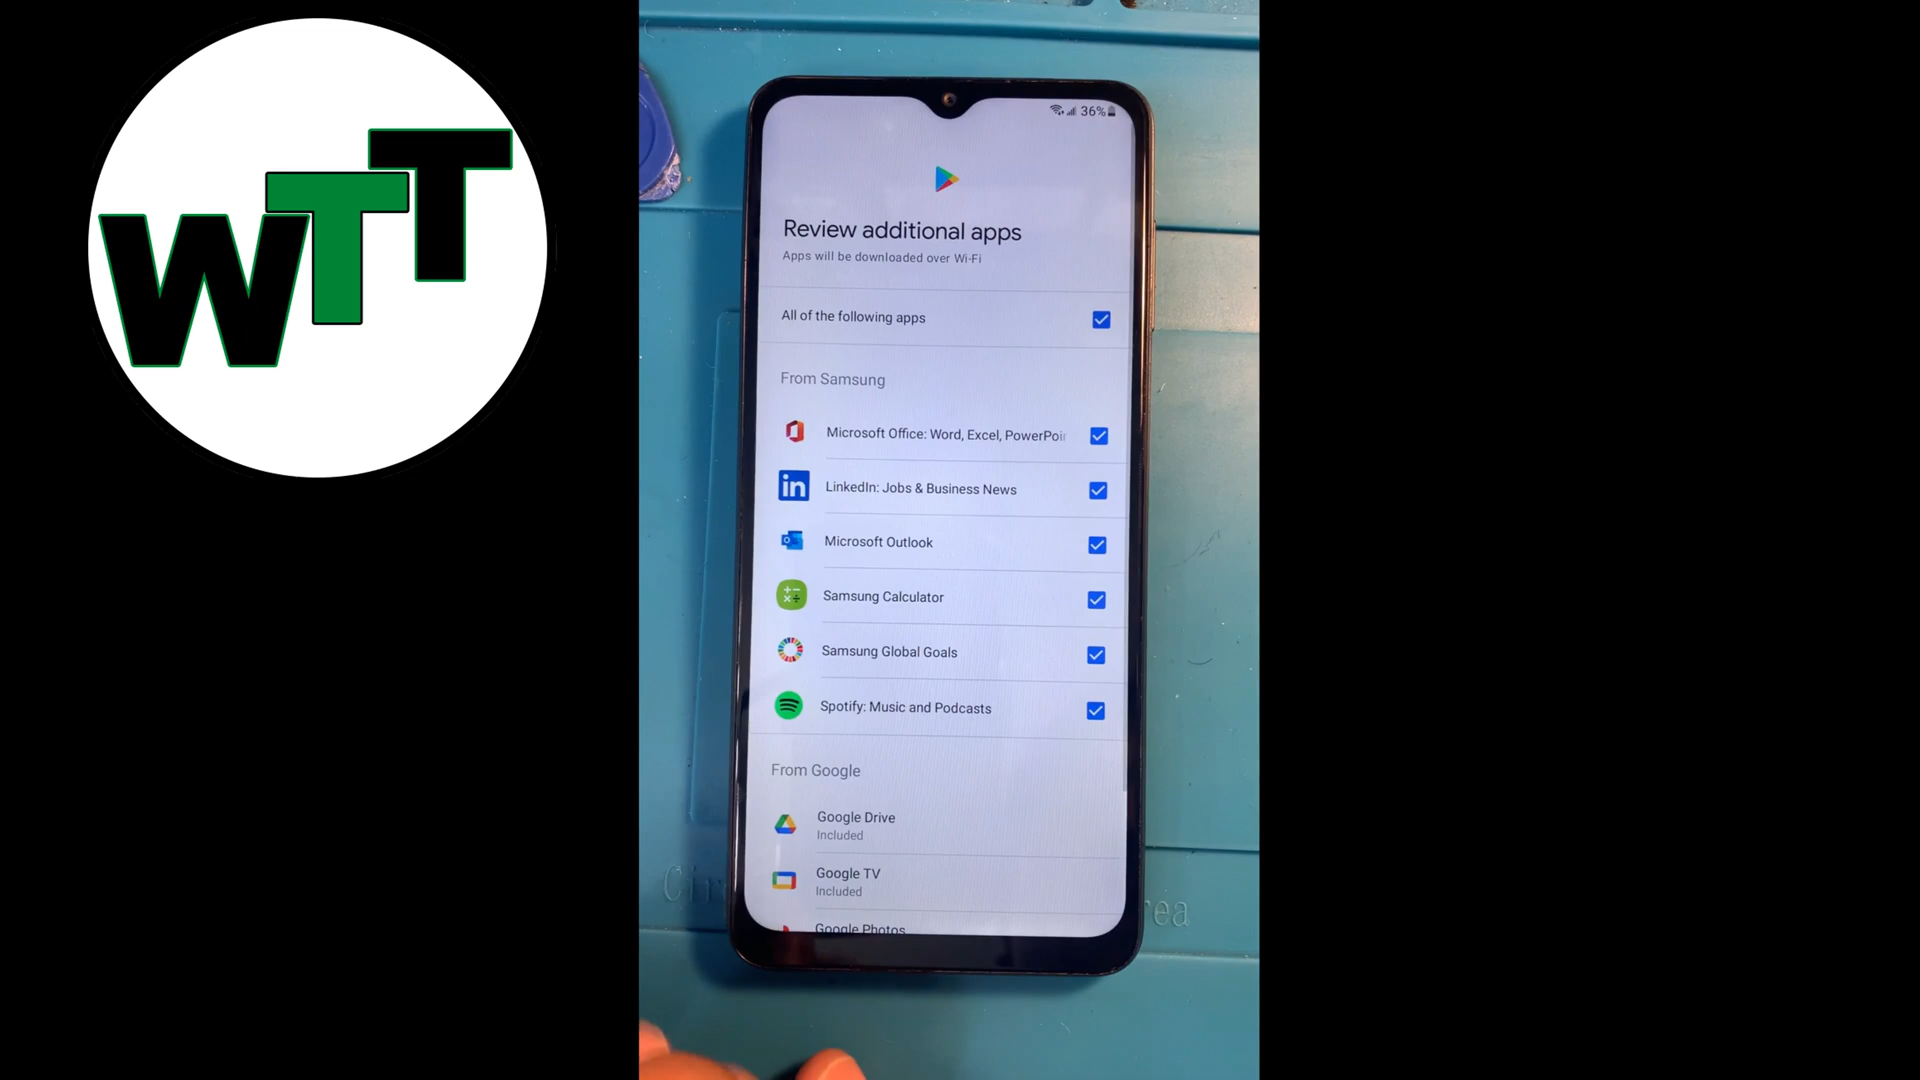 WTT
36%
Review additional apps
Apps will be downloaded over Wi-Fi
All of the following apps
From Samsung
Microsoft Office: Word, Excel, PowerPoi
LinkedIn: Jobs & Business News
Microsoft Outlook
Samsung Calculator
Samsung Global Goals
Spotify: Music and Podcasts
From Google
Google Drive
Included
Google TV
Included
Google Photos